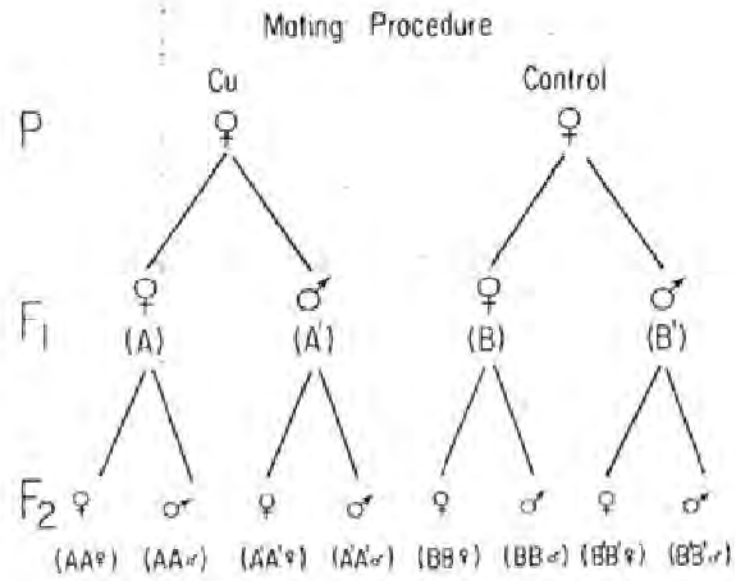 Mating Procedure
Cu Control
P ♀ ♀
F₁ ♀ ♂ ♀ ♂
(A) (A') (B) (B')
F₂ ♀ ♂ ♀ ♂ ♀ ♂ ♀ ♂
(AA♀) (AA♂) (A'A'♀) (A'A'♂) (BB♀) (BB♂) (B'B'♀) (B'B'♂)